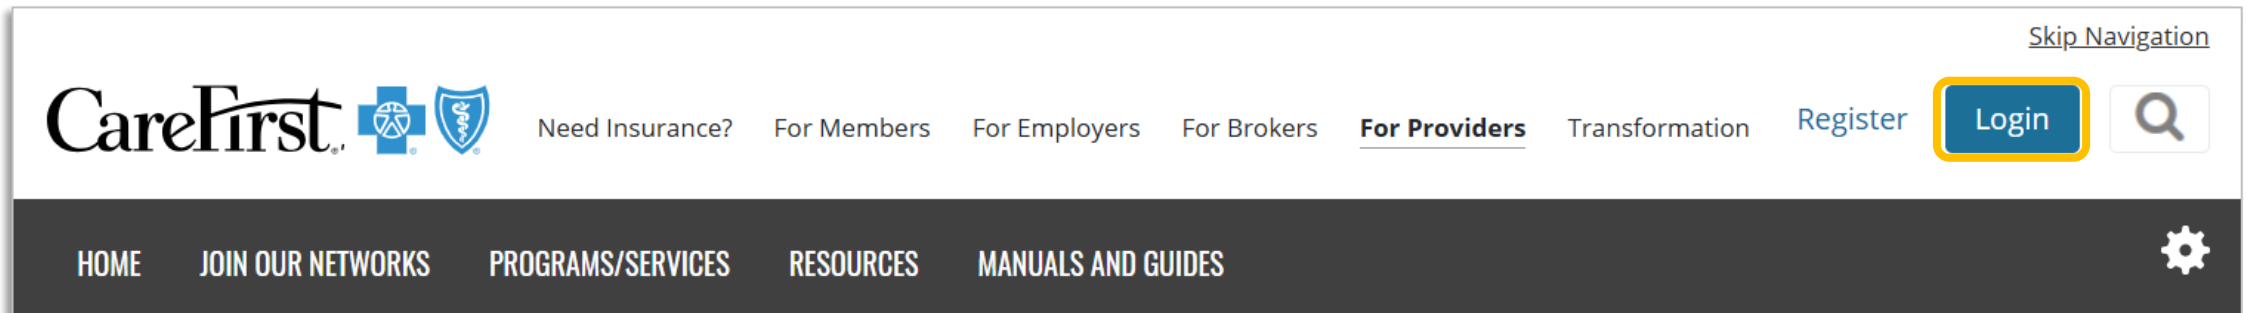 Skip Navigation
CareFirst Need Insurance? For Members For Employers For Brokers For Providers Transformation Register Login
HOME JOIN OUR NETWORKS PROGRAMS/SERVICES RESOURCES MANUALS AND GUIDES